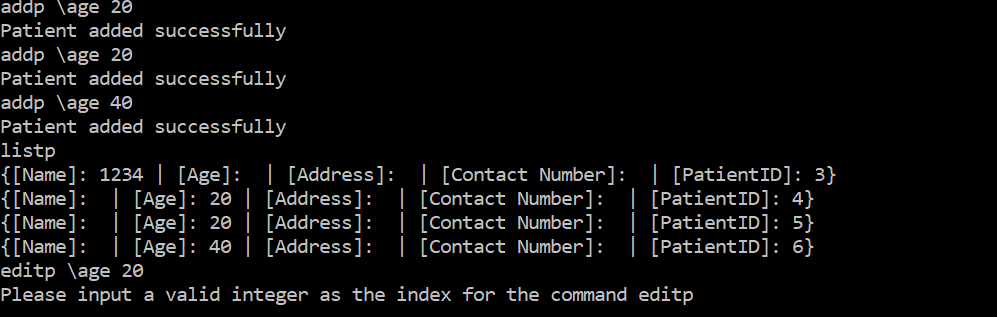 addp \age 20
Patient added successfully
addp \age 20
Patient added successfully
addp \age 40
Patient added successfully
listp
{[Name]: 1234 | [Age]:  | [Address]:  | [Contact Number]:  | [PatientID]: 3}
{[Name]:  | [Age]: 20 | [Address]:  | [Contact Number]:  | [PatientID]: 4}
{[Name]:  | [Age]: 20 | [Address]:  | [Contact Number]:  | [PatientID]: 5}
{[Name]:  | [Age]: 40 | [Address]:  | [Contact Number]:  | [PatientID]: 6}
editp \age 20
Please input a valid integer as the index for the command editp